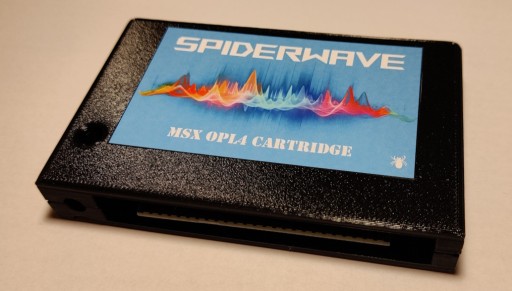 SPIDERWAVE
MSX OPL4 CARTRIDGE